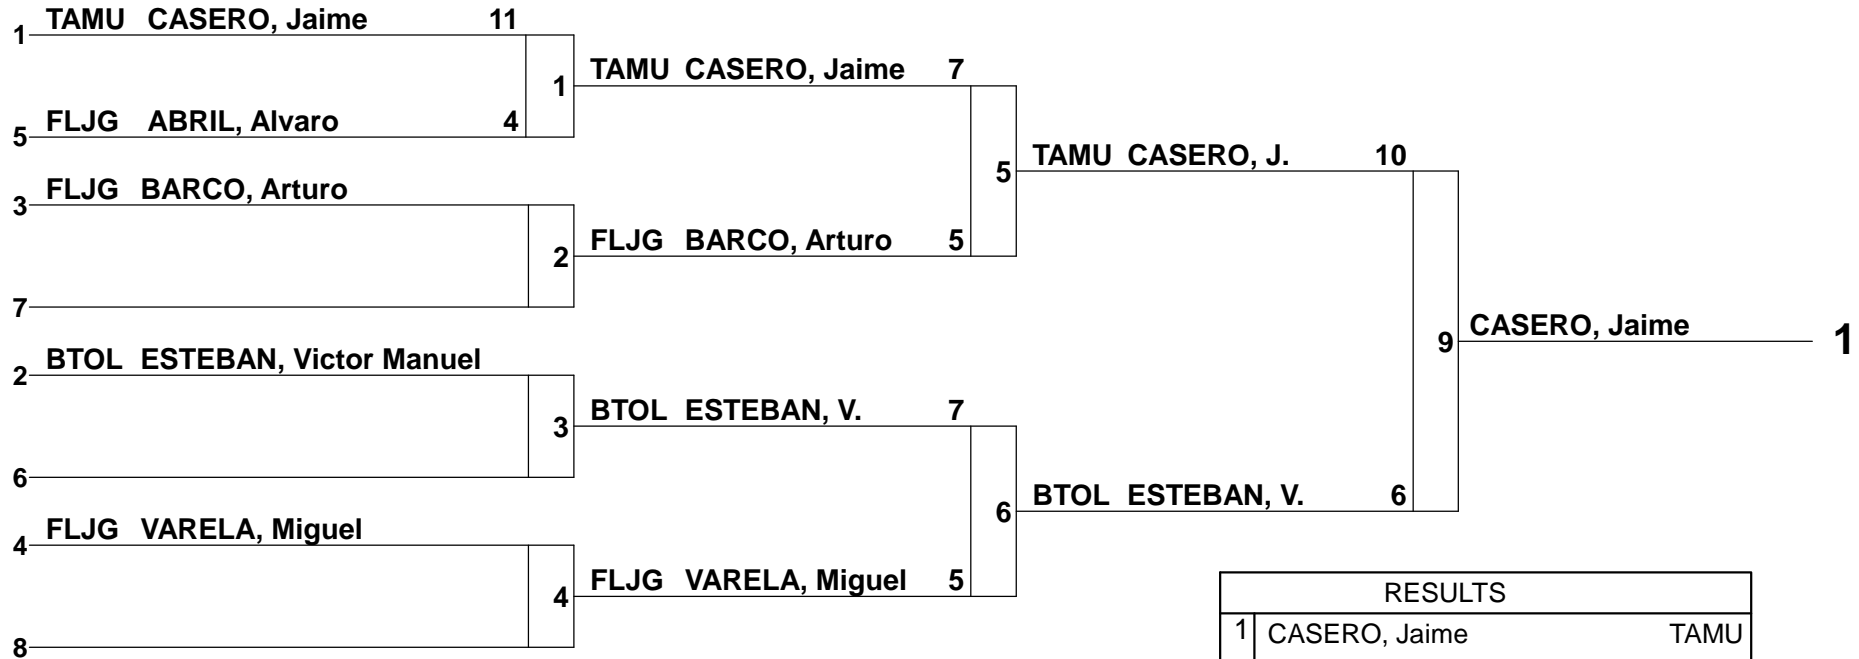 1 TAMU CASERO, Jaime 11
1 TAMU CASERO, Jaime 7
5 FLJG ABRIL, Alvaro 4
5 TAMU CASERO, J. 10
3 FLJG BARCO, Arturo
2 FLJG BARCO, Arturo 5
7
9 CASERO, Jaime 1
2 BTOL ESTEBAN, Victor Manuel
3 BTOL ESTEBAN, V. 7
6
6 BTOL ESTEBAN, V. 6
4 FLJG VARELA, Miguel
4 FLJG VARELA, Miguel 5
8
RESULTS
1 CASERO, Jaime TAMU